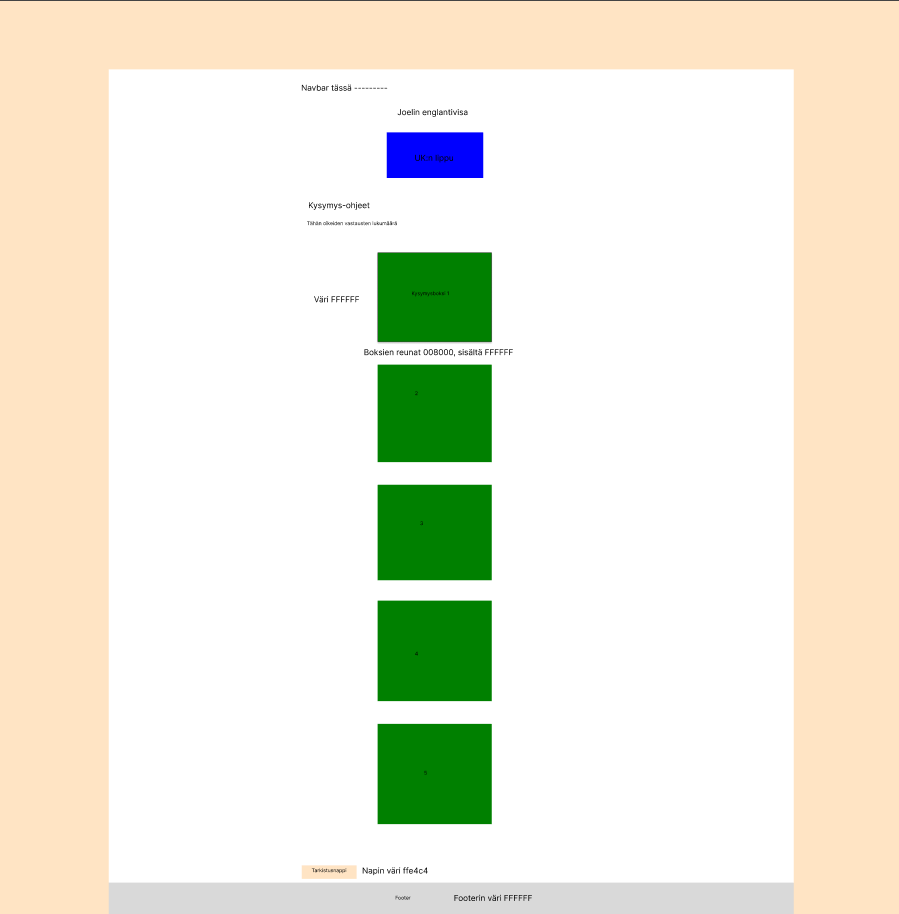 Navbar tässä ---------
Joelin englantivisa
lippu
Kysymys-ohjeet
Tähän oikeiden vastausten lukumäärä
Kysymysboksi 1
Väri FFFFFF
Boksien reunat 008000, sisältä FFFFFF
2
3
4
5
Tarkistusnappi
Napin väri ffe4c4
Footer
Footerin väri FFFFFF